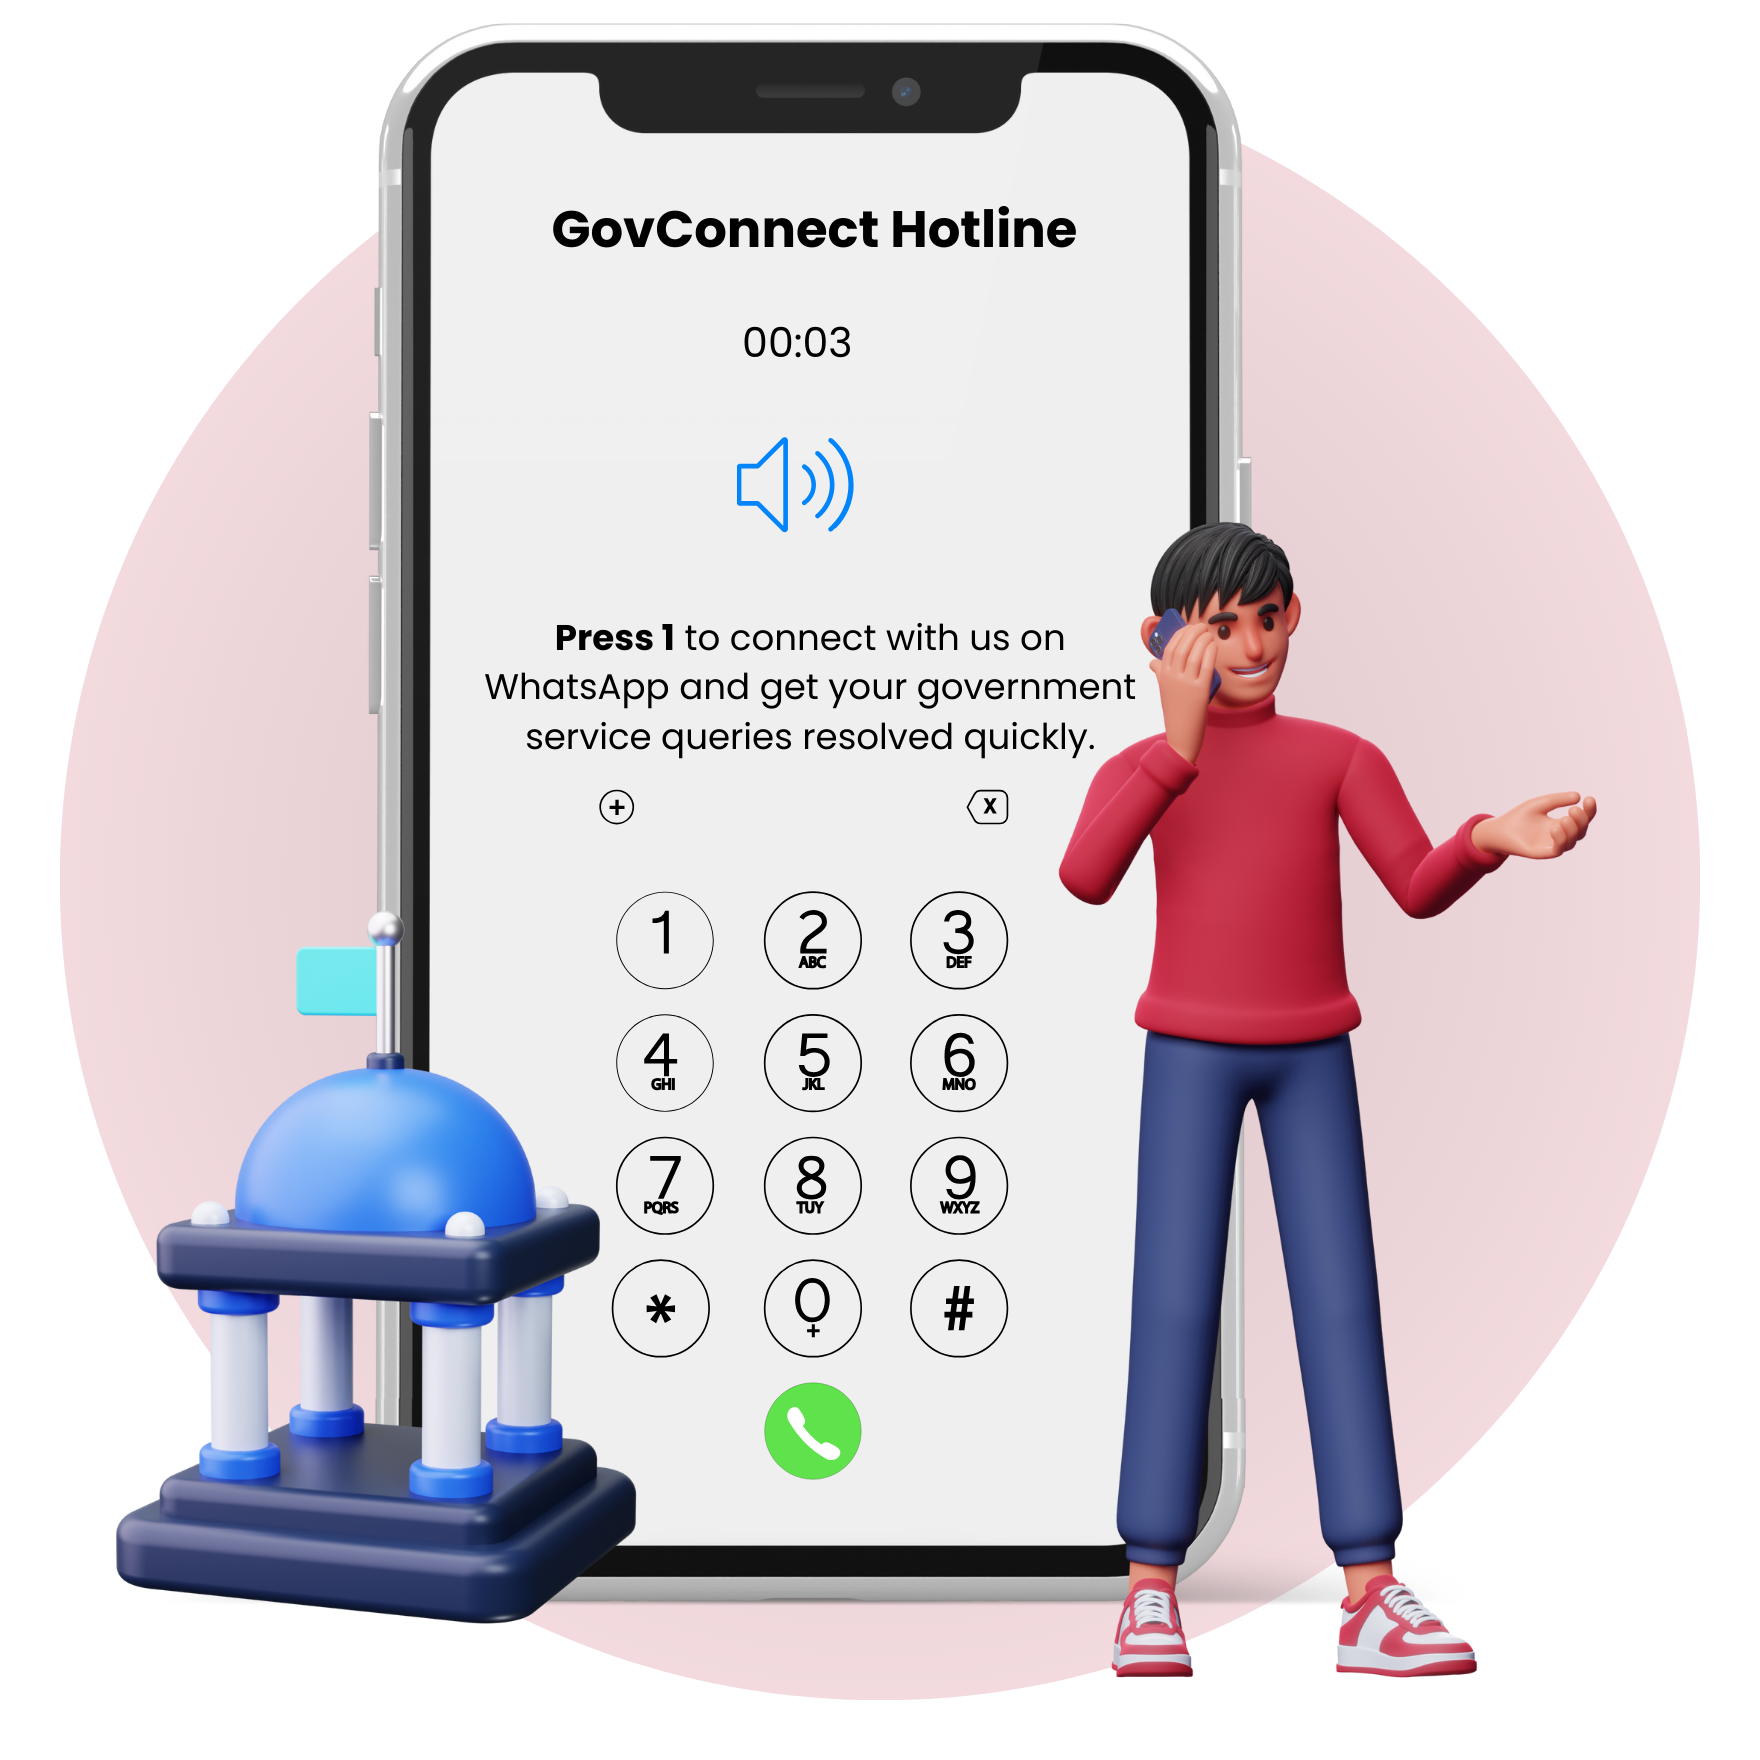 GovConnect Hotline
00:03
Press 1 to connect with us on
WhatsApp and get your government
service queries resolved quickly.
+ X
1 2 3
ABC DEF
4 5 6
GHI JKL MNO
7 8 9
PQRS TUY WXYZ
* 0 #
+